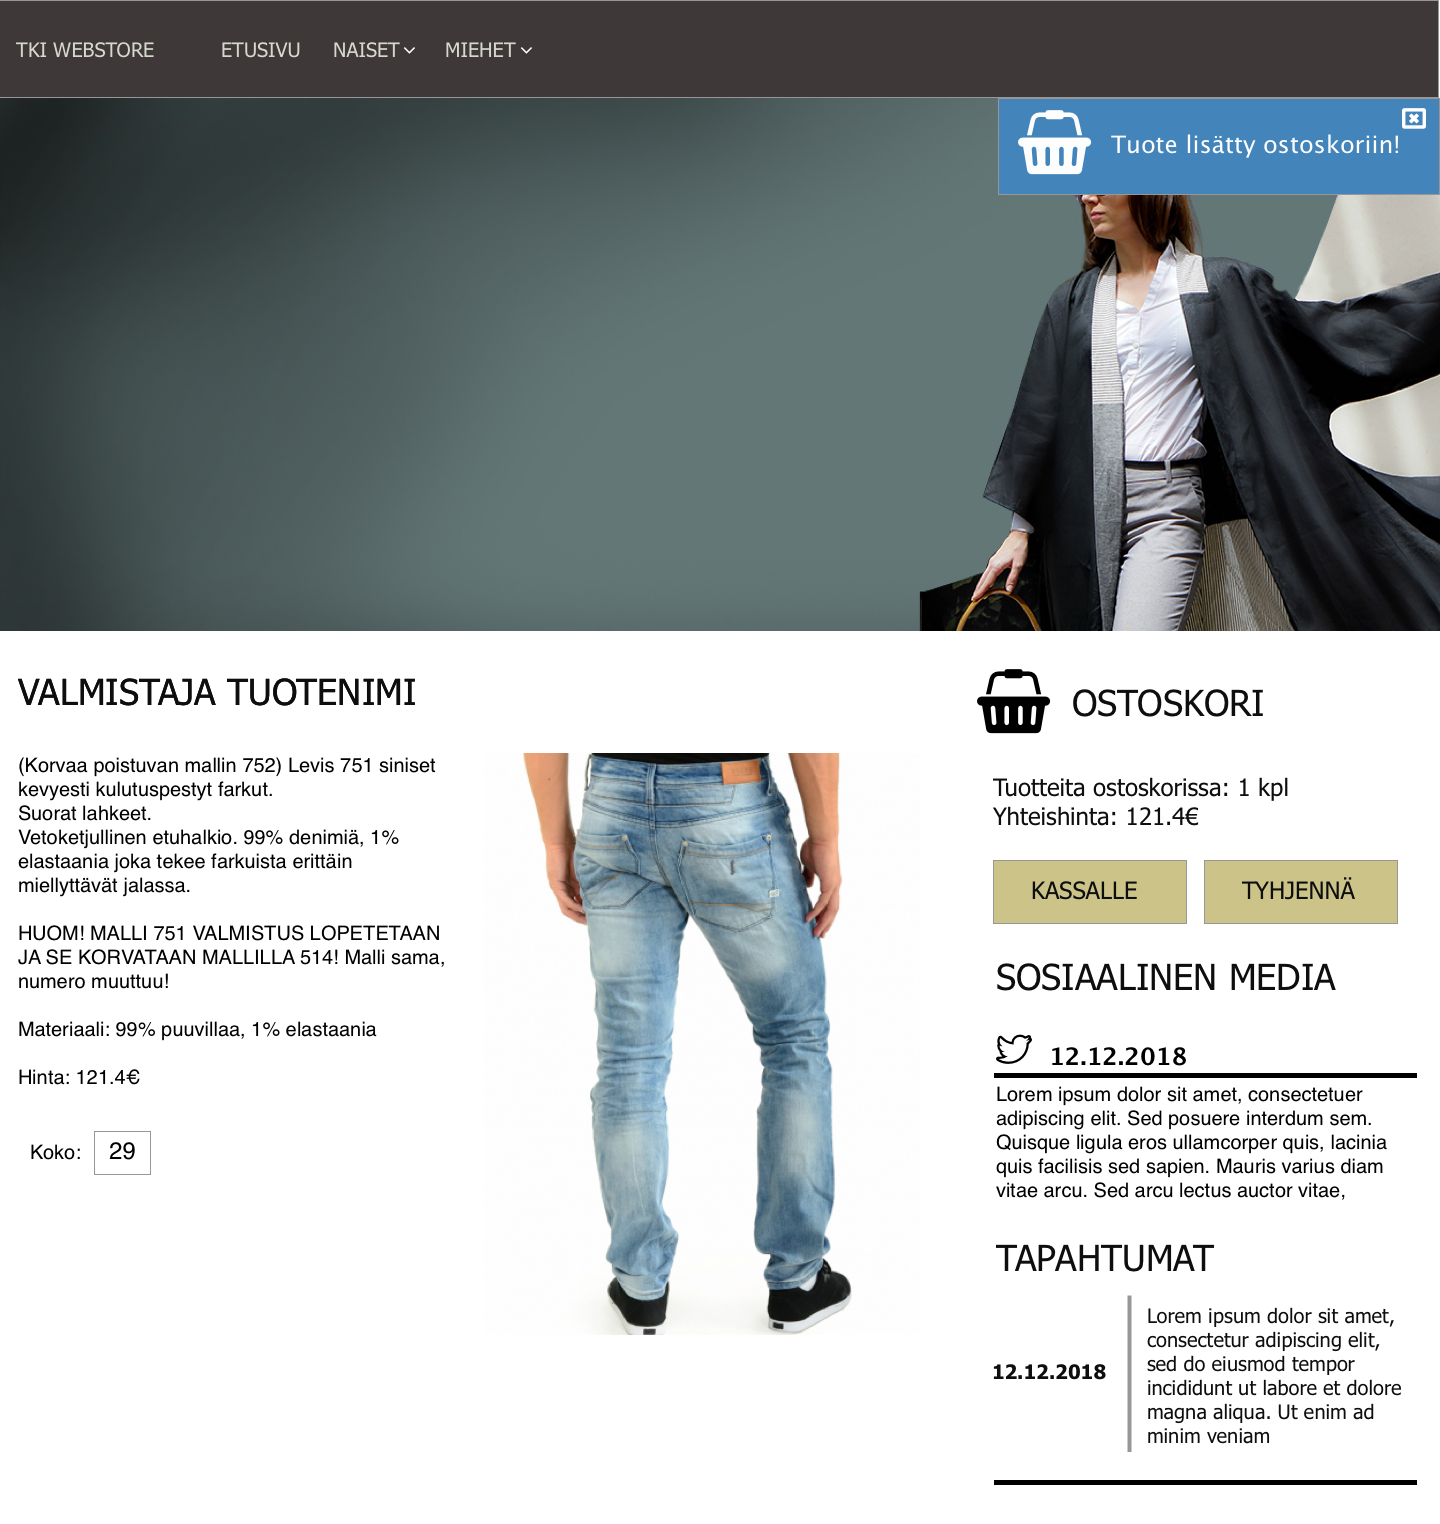 TKI WEBSTORE ETUSIVU NAISET MIEHET
Tuote lisätty ostoskoriin!
VALMISTAJA TUOTENIMI
(Korvaa poistuvan mallin 752) Levis 751 siniset
kevyesti kulutuspestyt farkut.
Suorat lahkeet.
Vetoketjullinen etuhalkio. 99% denimiä, 1%
elastaania joka tekee farkuista erittäin
miellyttävät jalassa.
HUOM! MALLI 751 VALMISTUS LOPETETAAN
JA SE KORVATAAN MALLILLA 514! Malli sama,
numero muuttuu!
Materiaali: 99% puuvillaa, 1% elastaania
Hinta: 121.4€
Koko: 29
OSTOSKORI
Tuotteita ostoskorissa: 1 kpl
Yhteishinta: 121.4€
KASSALLE TYHJENNÄ
SOSIAALINEN MEDIA
12.12.2018
Lorem ipsum dolor sit amet, consectetuer
adipiscing elit. Sed posuere interdum sem.
Quisque ligula eros ullamcorper quis, lacinia
quis facilisis sed sapien. Mauris varius diam
vitae arcu. Sed arcu lectus auctor vitae,
TAPAHTUMAT
12.12.2018
Lorem ipsum dolor sit amet,
consectetur adipiscing elit,
sed do eiusmod tempor
incididunt ut labore et dolore
magna aliqua. Ut enim ad
minim veniam